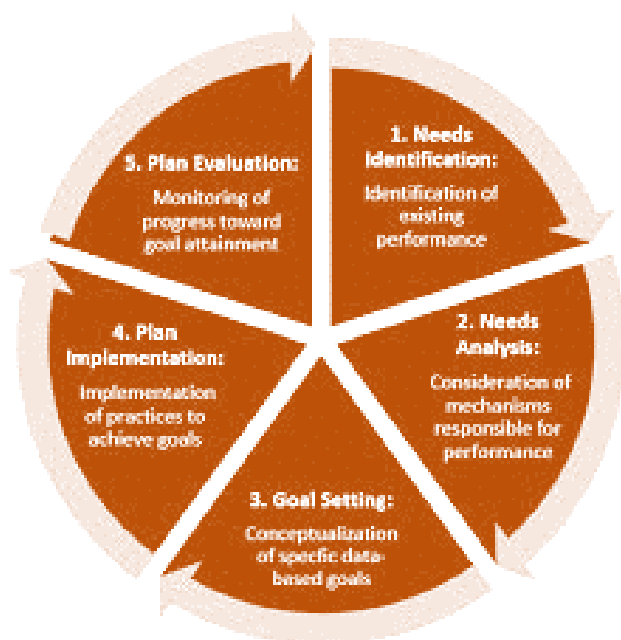 1. Needs
Identification:
Identification of
existing
performance
2. Needs
Analysis:
Consideration of
mechanisms
responsible for
performance
3. Goal Setting:
Conceptualization
of specfic data-
based goals
4. Plan
Implementation:
Implementation
of practices to
achieve goals
5. Plan Evaluation:
Monitoring of
progress toward
goal attainment